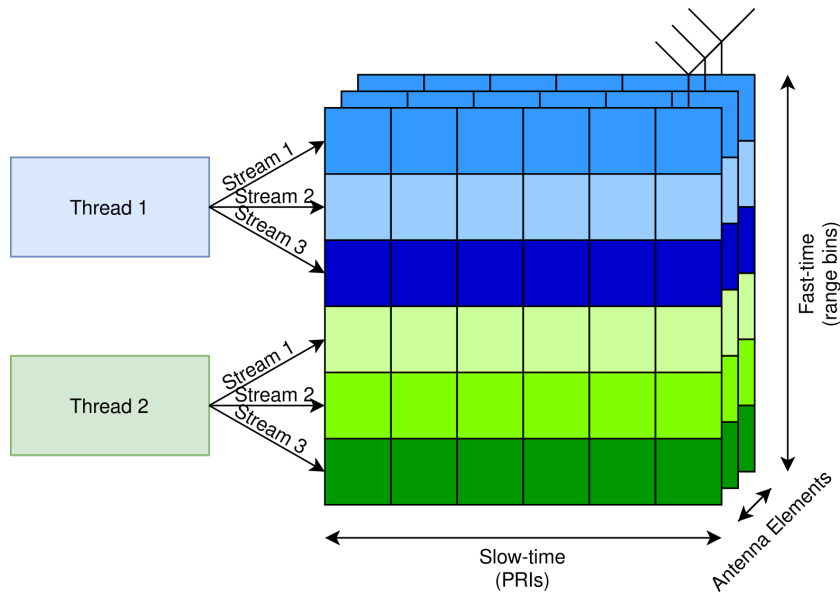 Thread 1
Stream 1
Stream 2
Stream 3
Thread 2
Stream 1
Stream 2
Stream 3
Fast-time
(range bins)
Antenna Elements
Slow-time
(PRIs)